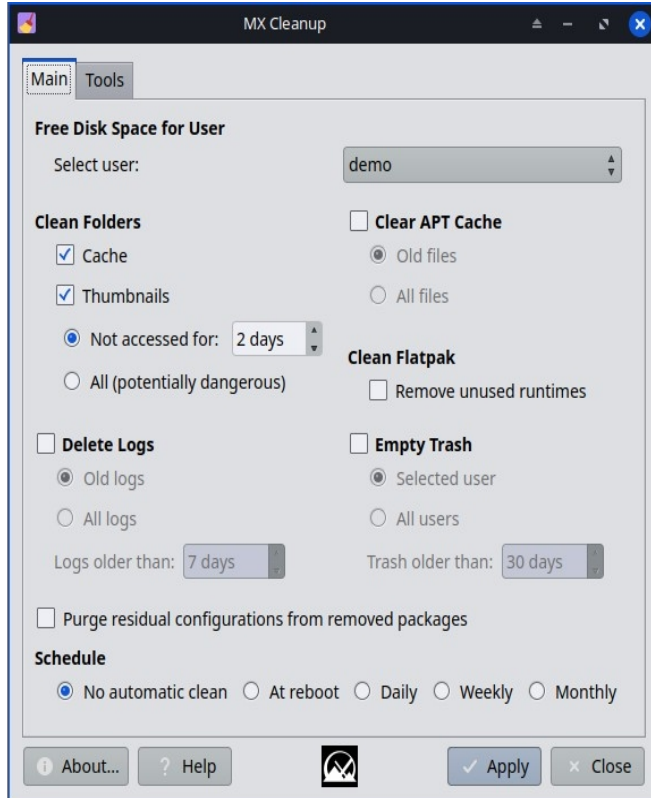 MX Cleanup
Main Tools
Free Disk Space for User
Select user: demo
Clean Folders
Cache
Thumbnails
Not accessed for: 2 days
All (potentially dangerous)
Clear APT Cache
Old files
All files
Clean Flatpak
Remove unused runtimes
Delete Logs
Old logs
All logs
Logs older than: 7 days
Empty Trash
Selected user
All users
Trash older than: 30 days
Purge residual configurations from removed packages
Schedule
No automatic clean At reboot Daily Weekly Monthly
About... ? Help Apply Close